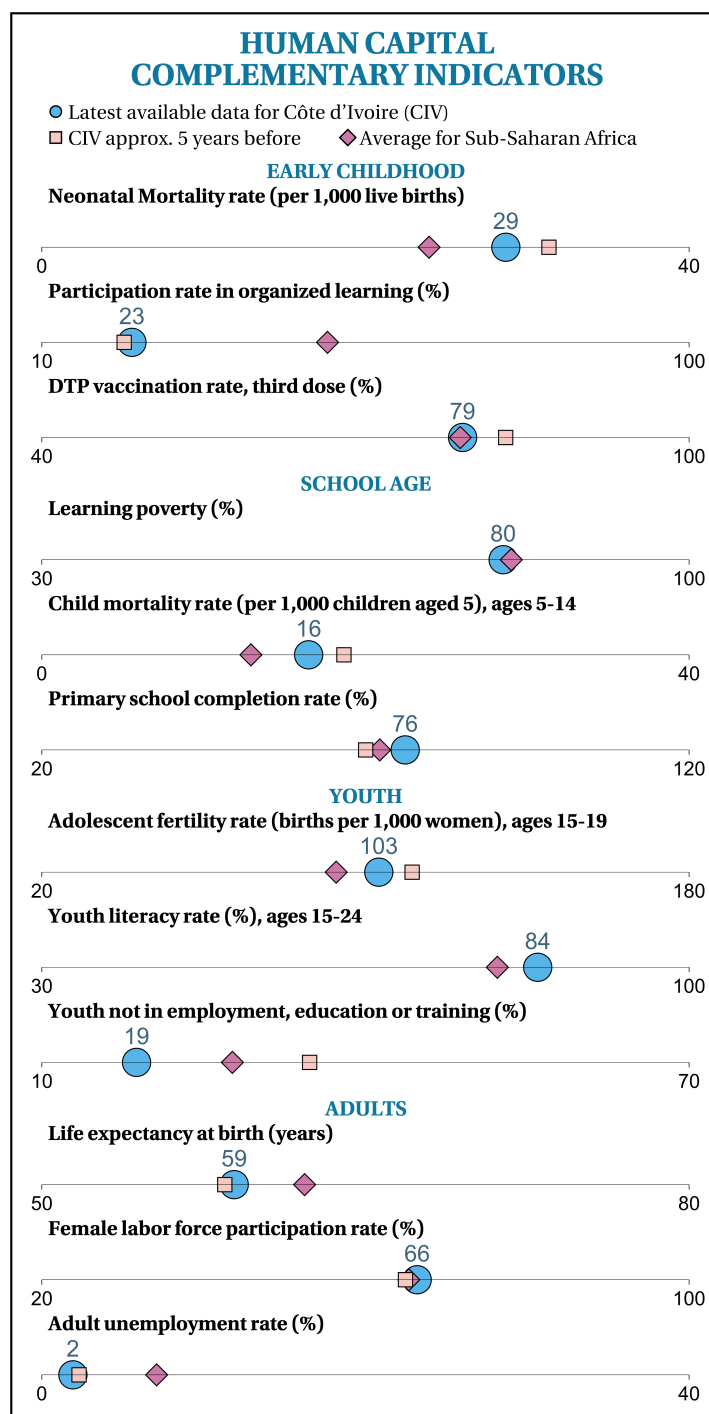 HUMAN CAPITAL
COMPLEMENTARY INDICATORS
Latest available data for Côte d'Ivoire (CIV)
CIV approx. 5 years before Average for Sub-Saharan Africa
EARLY CHILDHOOD
Neonatal Mortality rate (per 1,000 live births)
29
0 40
Participation rate in organized learning (%)
23
10 100
DTP vaccination rate, third dose (%)
79
40 100
SCHOOL AGE
Learning poverty (%)
80
30 100
Child mortality rate (per 1,000 children aged 5), ages 5-14
16
0 40
Primary school completion rate (%)
76
20 120
YOUTH
Adolescent fertility rate (births per 1,000 women), ages 15-19
103
20 180
Youth literacy rate (%), ages 15-24
84
30 100
Youth not in employment, education or training (%)
19
10 70
ADULTS
Life expectancy at birth (years)
59
50 80
Female labor force participation rate (%)
66
20 100
Adult unemployment rate (%)
2
0 40